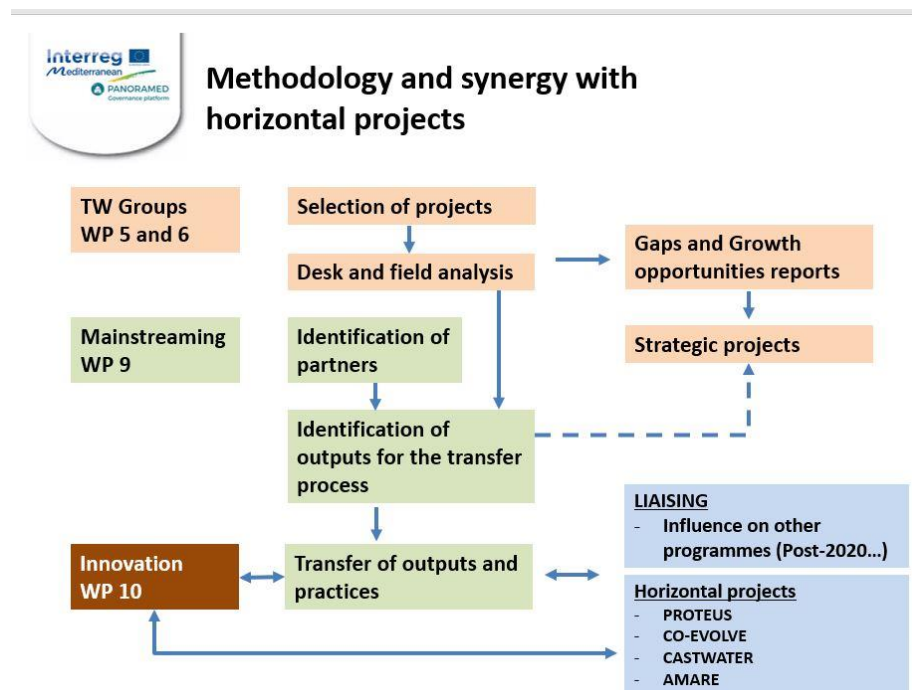 Interreg
Mediterranean
PANORAMED
Governance platform
Methodology and synergy with
horizontal projects
TW Groups
WP 5 and 6
Selection of projects
Desk and field analysis
Gaps and Growth
opportunities reports
Mainstreaming
WP 9
Identification of
partners
Strategic projects
Identification of
outputs for the transfer
process
LIAISING
- Influence on other
programmes (Post-2020...)
Innovation
WP 10
Transfer of outputs and
practices
Horizontal projects
- PROTEUS
- CO-EVOLVE
- CASTWATER
- AMARE